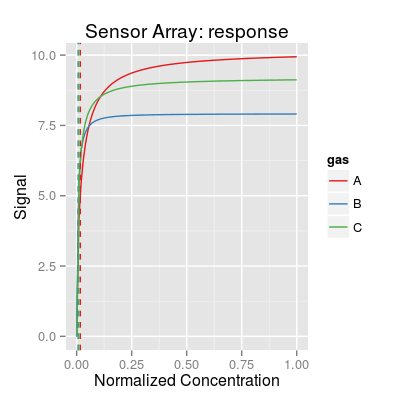 Sensor Array: response
10.0
7.5
5.0
2.5
0.0
Signal
0.00 0.25 0.50 0.75 1.00
Normalized Concentration
gas
A
B
C